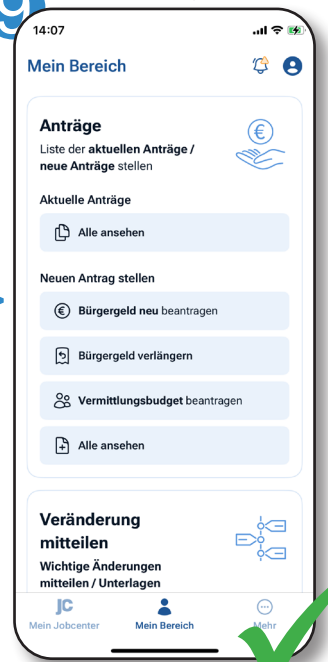 9
14:07
Mein Bereich
Anträge
Liste der aktuellen Anträge /
neue Anträge stellen
Aktuelle Anträge
Alle ansehen
Neuen Antrag stellen
Bürgergeld neu beantragen
Bürgergeld verlängern
Vermittlungsbudget beantragen
Alle ansehen
Veränderung
mitteilen
Wichtige Änderungen
mitteilen / Unterlagen
JC
Mein Jobcenter Mein Bereich Mehr